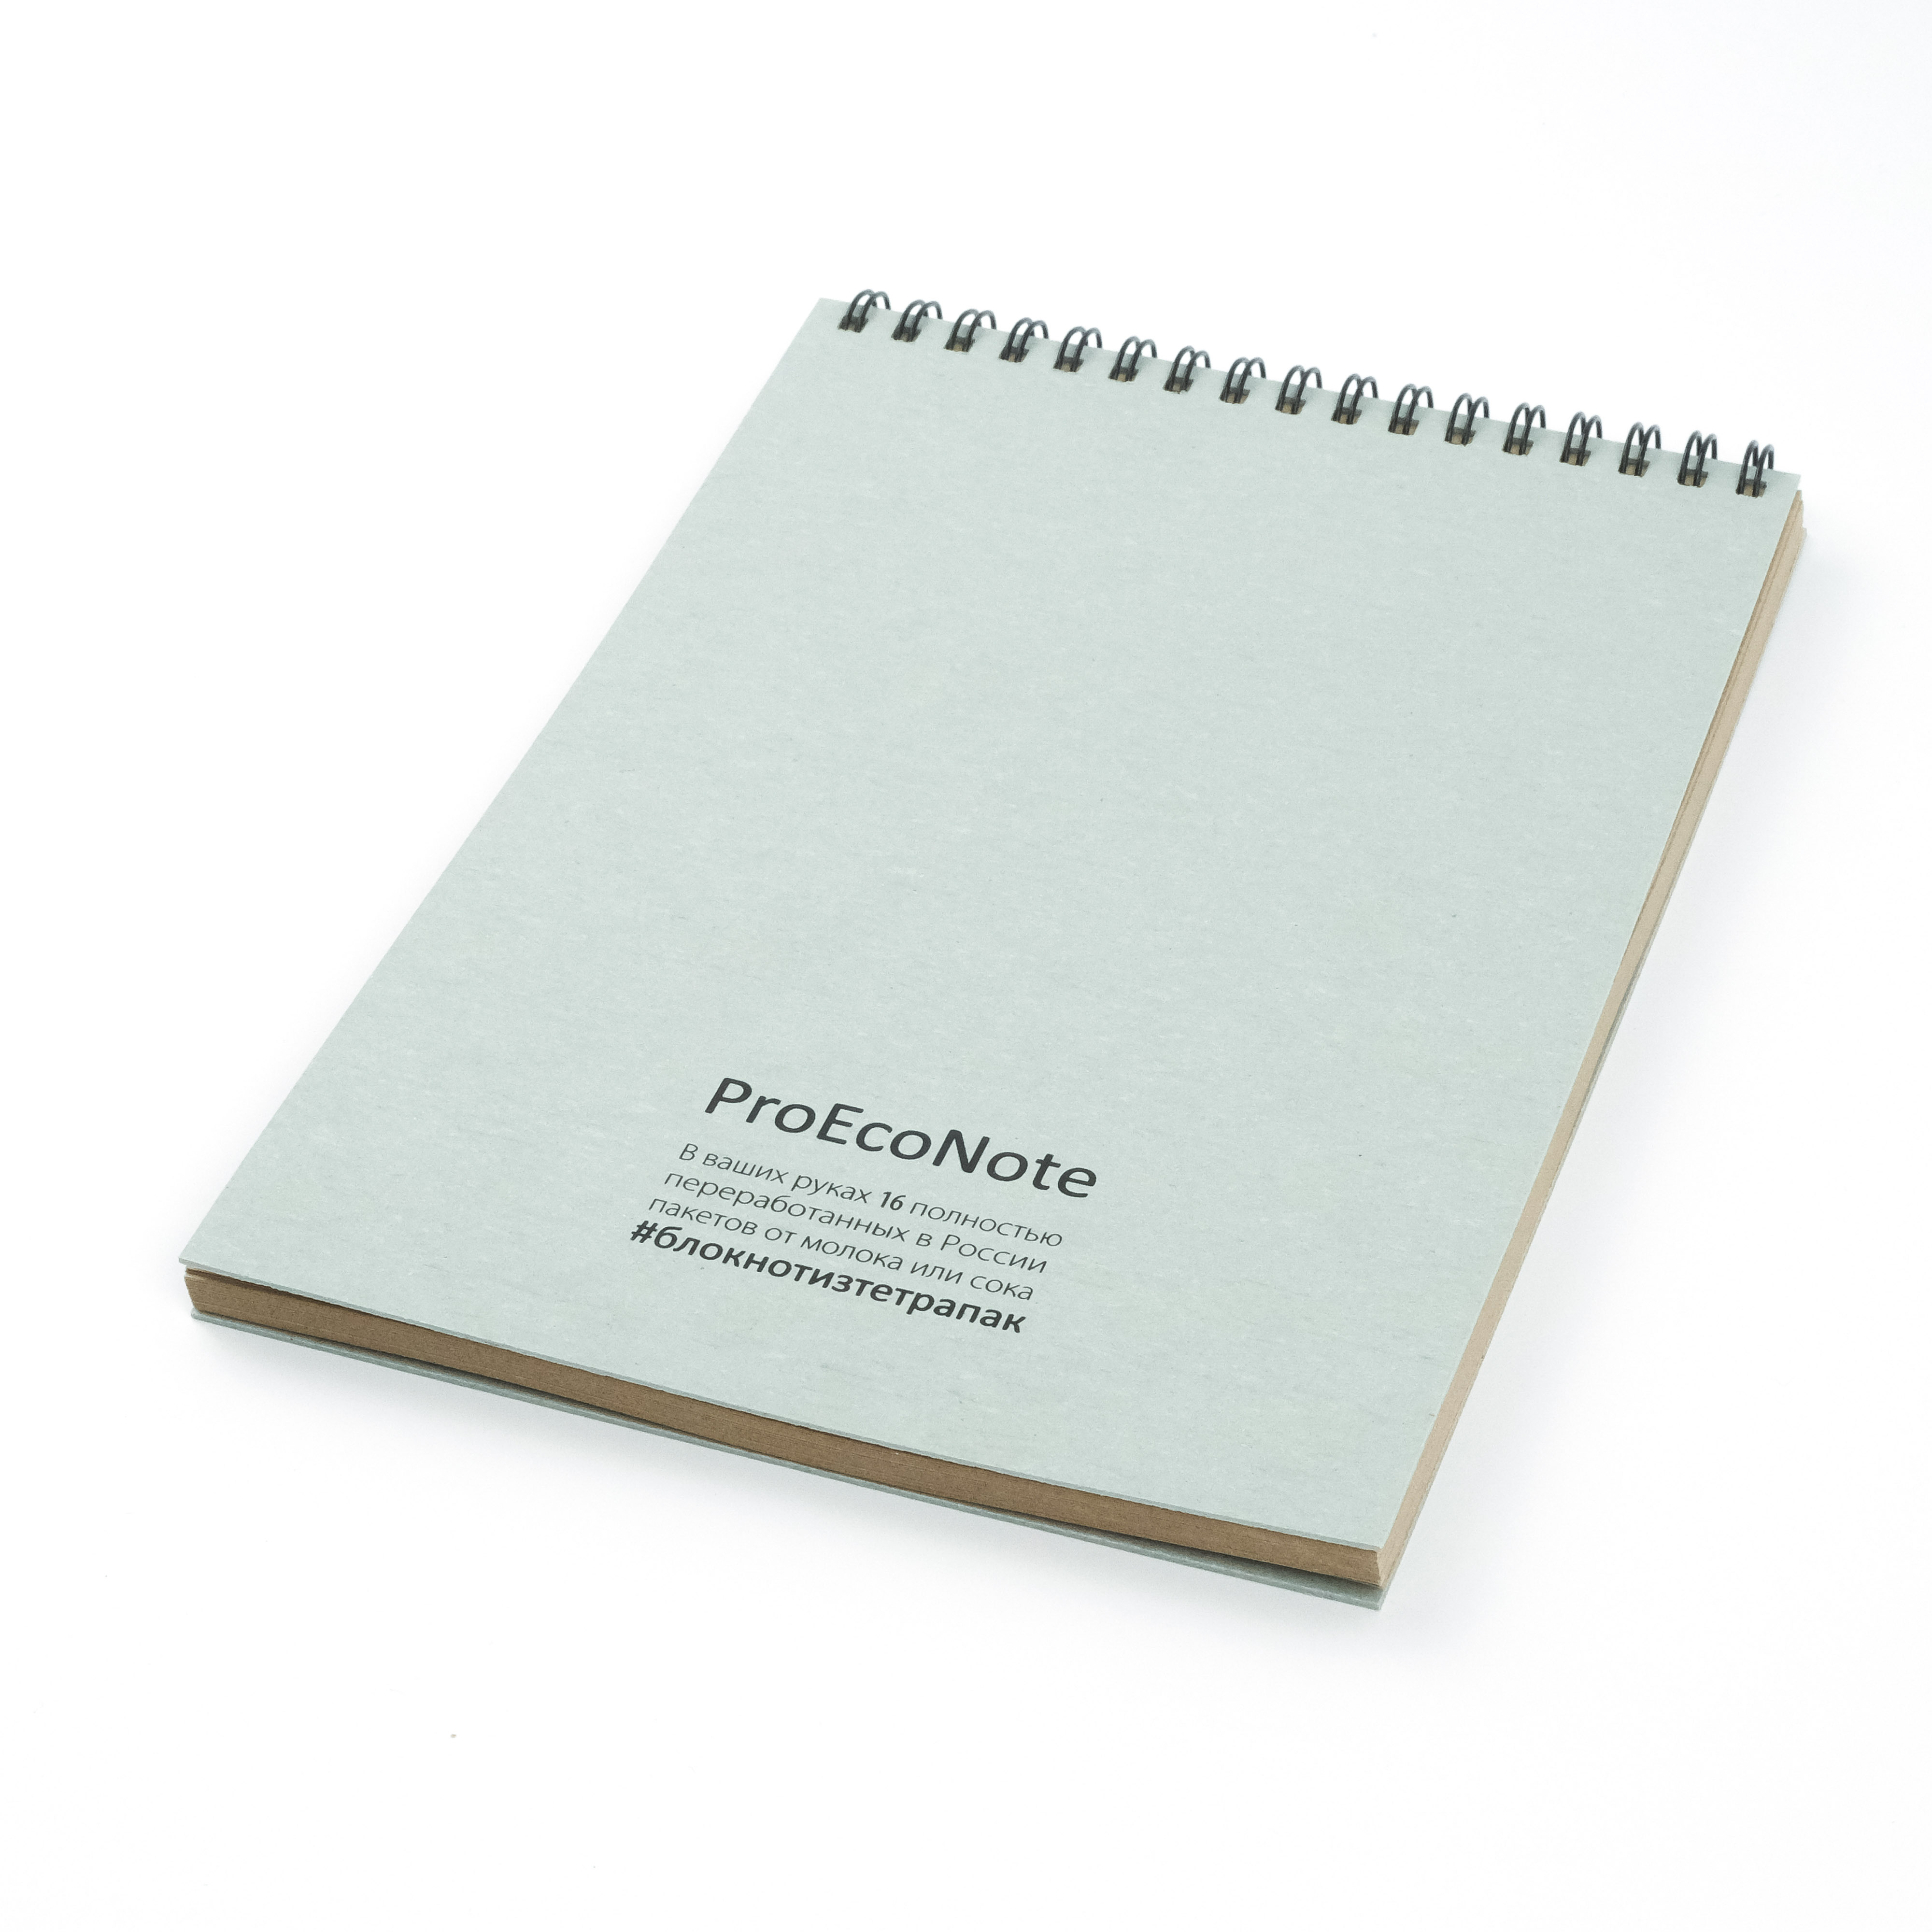 ProEcoNote
В ваших руках 16 полностью
переработанных в России
пакетов от молока или сока
#блокнотизтетрапак